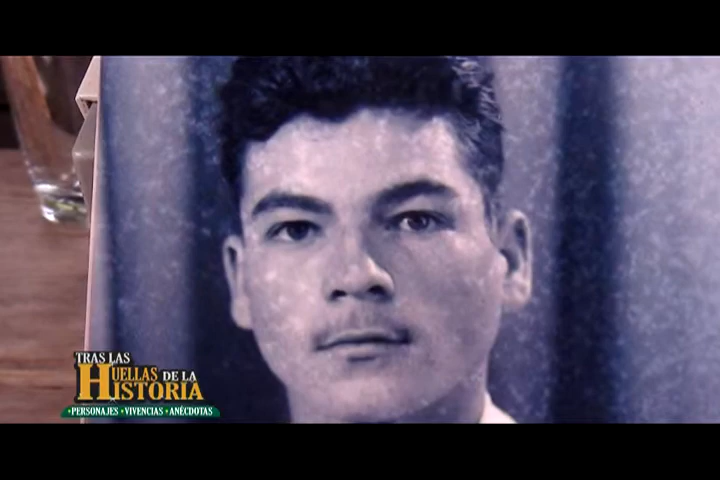 TRAS LAS
HUELLAS DE LA
HISTORIA
• PERSONAJES • VIVENCIAS • ANÉCDOTAS